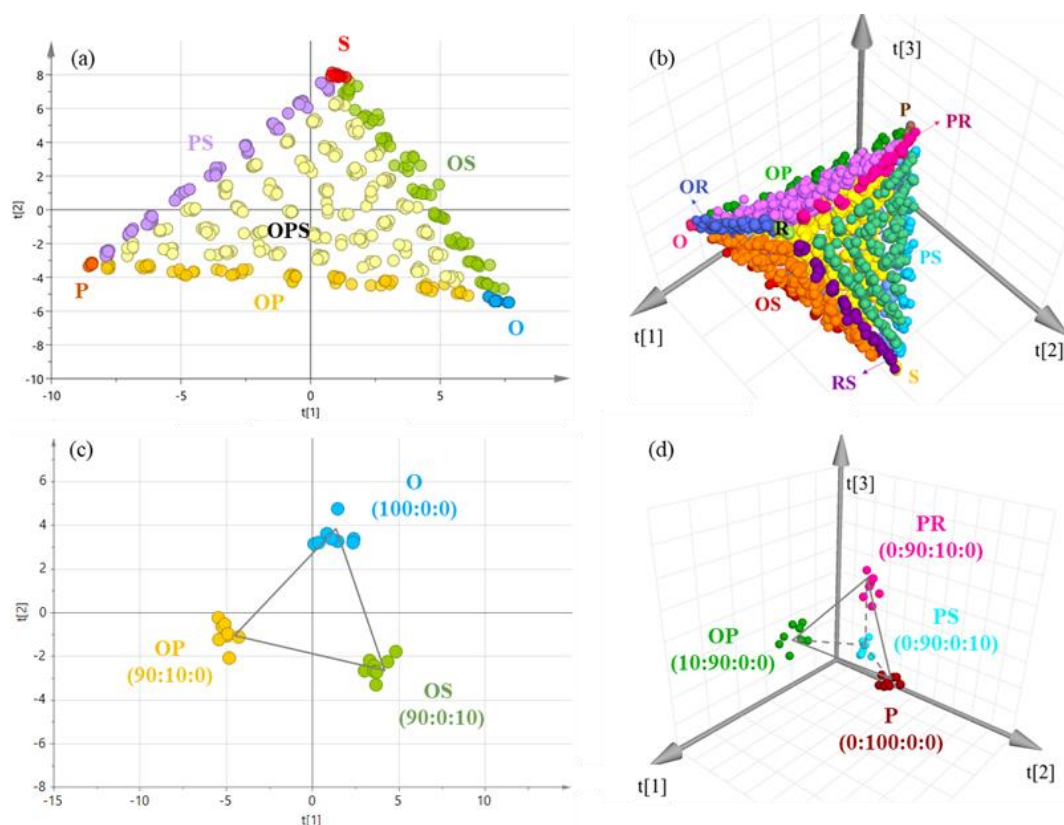 (a)
S
8
6
PS
4
OS
2
t[2]
0
OPS
-2
-4
P
OP
O
-6
-8
-10
-10
-5
0
5
t[1]
(b)
t[3]
P
PR
OP
OR
R
O
PS
OS
t[1]
t[2]
RS
S
(c)
O
6
(100:0:0)
4
2
t[2]
0
OP
-2
(90:10:0)
OS
-4
(90:0:10)
-6
-8
-15
-10
-5
0
5
10
t[1]
(d)
t[3]
PR
(0:90:10:0)
PS
OP
(0:90:0:10)
(10:90:0:0)
P
(0:100:0:0)
t[1]
t[2]